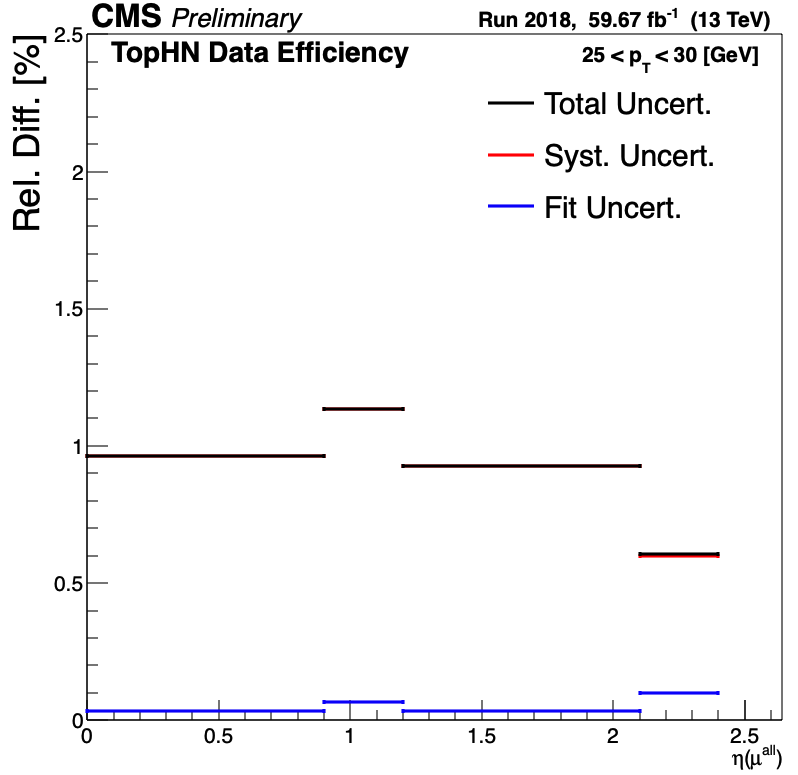 CMS Preliminary
Run 2018, 59.67 fb⁻¹ (13 TeV)
TopHN Data Efficiency
25 < p_T < 30 [GeV]
Rel. Diff. [%]
Total Uncert.
Syst. Uncert.
Fit Uncert.
2.5
2
1.5
1
0.5
0
0 0.5 1 1.5 2 2.5
η(μ^all)